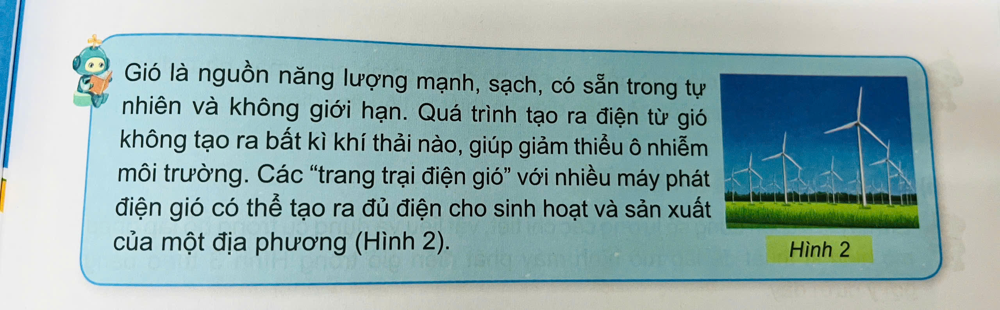 Gió là nguồn năng lượng mạnh, sạch, có sẵn trong tự
nhiên và không giới hạn. Quá trình tạo ra điện từ gió
không tạo ra bất kì khí thải nào, giúp giảm thiểu ô nhiễm
môi trường. Các “trang trại điện gió” với nhiều máy phát
điện gió có thể tạo ra đủ điện cho sinh hoạt và sản xuất
của một địa phương (Hình 2).
Hình 2